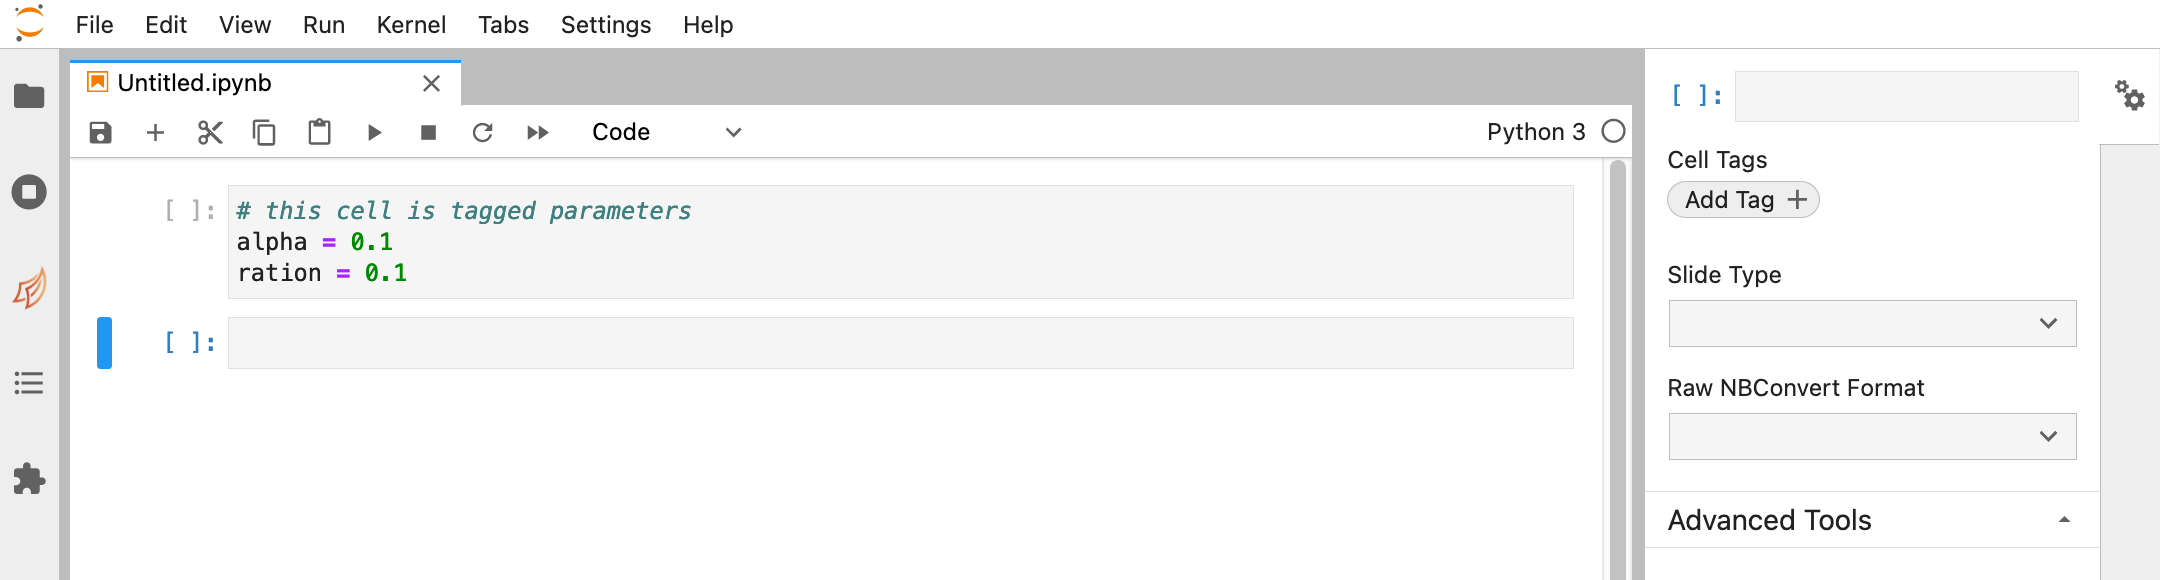 File Edit View Run Kernel Tabs Settings Help
Untitled.ipynb
Code
Python 3
[ ]: # this cell is tagged parameters
alpha = 0.1
ration = 0.1
[ ]:
[ ]:
Cell Tags
Add Tag
Slide Type
Raw NBConvert Format
Advanced Tools